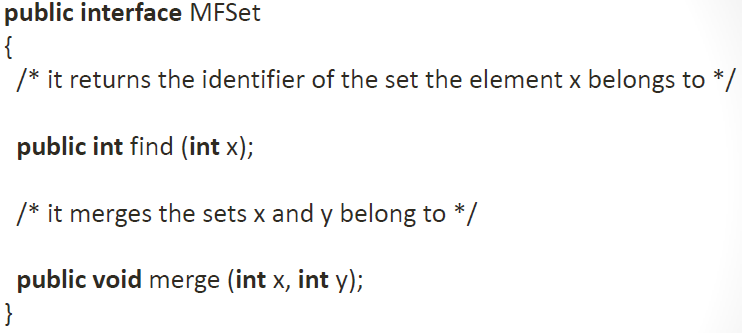 public interface MFSet
{
/* it returns the identifier of the set the element x belongs to */
public int find (int x);
/* it merges the sets x and y belong to */
public void merge (int x, int y);
}